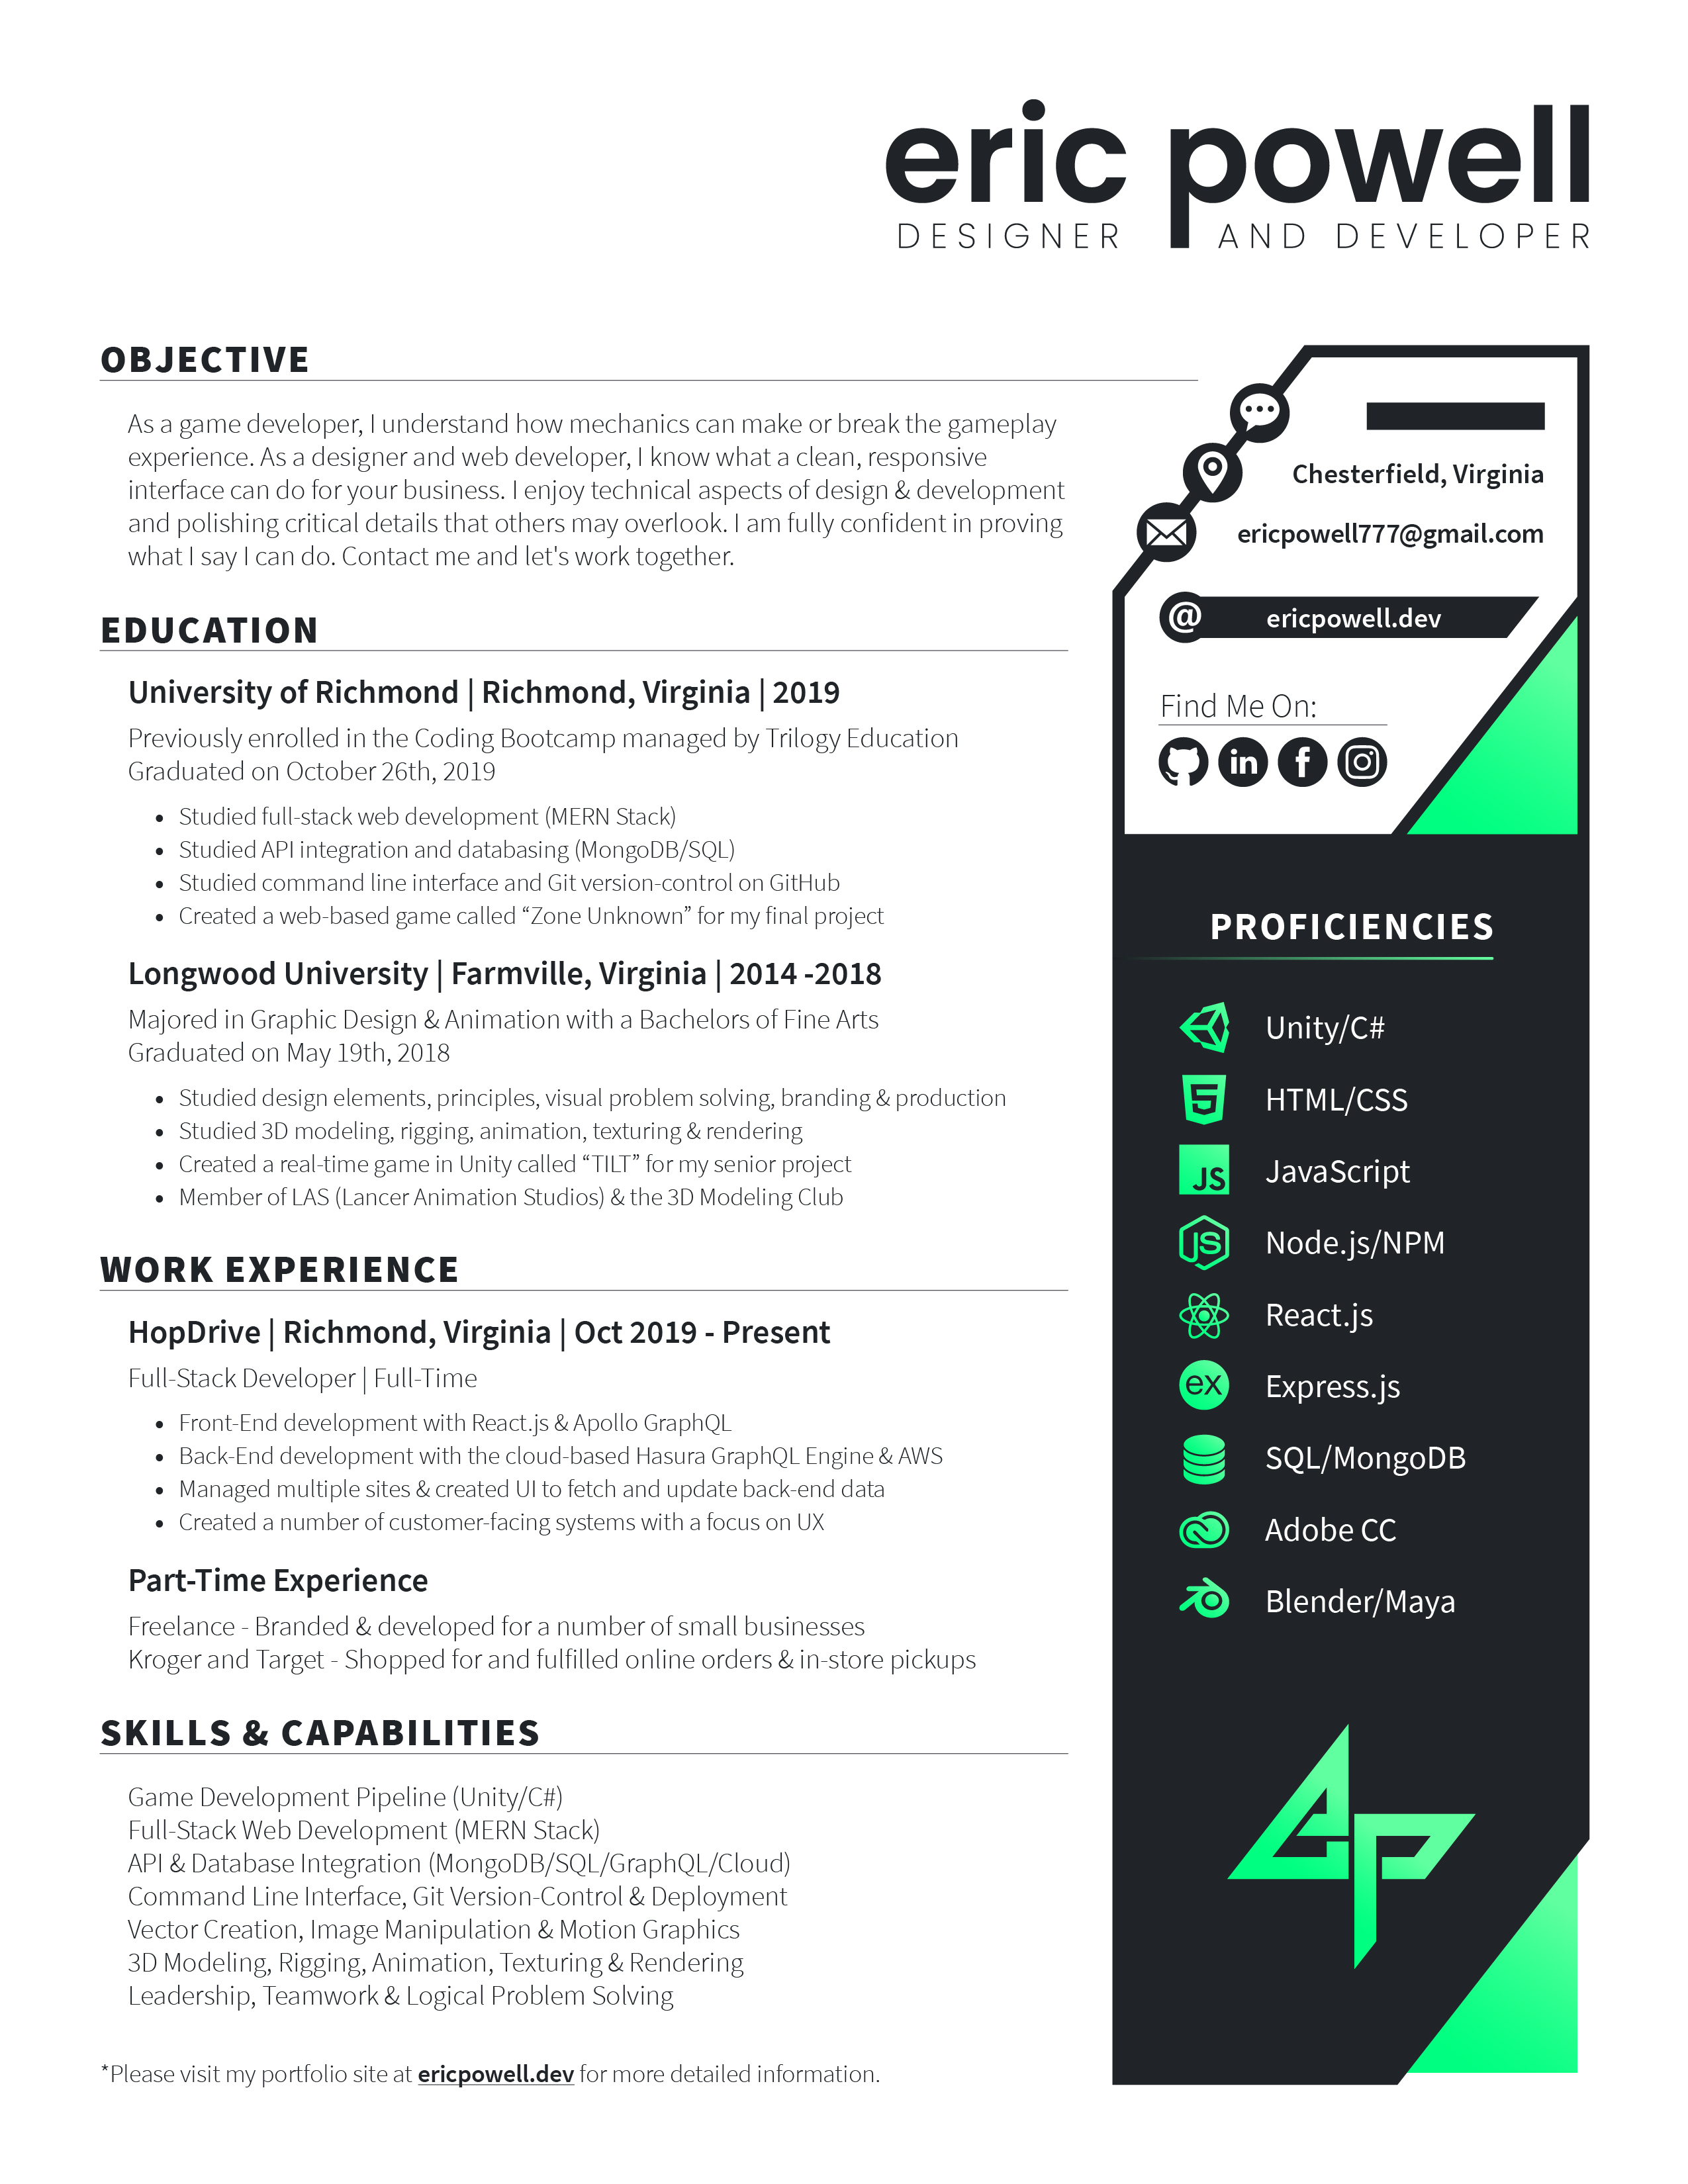 eric powell
DESIGNER AND DEVELOPER
OBJECTIVE
As a game developer, I understand how mechanics can make or break the gameplay
experience. As a designer and web developer, I know what a clean, responsive
interface can do for your business. I enjoy technical aspects of design & development
and polishing critical details that others may overlook. I am fully confident in proving
what I say I can do. Contact me and let's work together.
EDUCATION
University of Richmond | Richmond, Virginia | 2019
Previously enrolled in the Coding Bootcamp managed by Trilogy Education
Graduated on October 26th, 2019
• Studied full-stack web development (MERN Stack)
• Studied API integration and databasing (MongoDB/SQL)
• Studied command line interface and Git version-control on GitHub
• Created a web-based game called “Zone Unknown” for my final project
Longwood University | Farmville, Virginia | 2014 -2018
Majored in Graphic Design & Animation with a Bachelors of Fine Arts
Graduated on May 19th, 2018
• Studied design elements, principles, visual problem solving, branding & production
• Studied 3D modeling, rigging, animation, texturing & rendering
• Created a real-time game in Unity called “TILT” for my senior project
• Member of LAS (Lancer Animation Studios) & the 3D Modeling Club
WORK EXPERIENCE
HopDrive | Richmond, Virginia | Oct 2019 - Present
Full-Stack Developer | Full-Time
• Front-End development with React.js & Apollo GraphQL
• Back-End development with the cloud-based Hasura GraphQL Engine & AWS
• Managed multiple sites & created UI to fetch and update back-end data
• Created a number of customer-facing systems with a focus on UX
Part-Time Experience
Freelance - Branded & developed for a number of small businesses
Kroger and Target - Shopped for and fulfilled online orders & in-store pickups
SKILLS & CAPABILITIES
Game Development Pipeline (Unity/C#)
Full-Stack Web Development (MERN Stack)
API & Database Integration (MongoDB/SQL/GraphQL/Cloud)
Command Line Interface, Git Version-Control & Deployment
Vector Creation, Image Manipulation & Motion Graphics
3D Modeling, Rigging, Animation, Texturing & Rendering
Leadership, Teamwork & Logical Problem Solving
*Please visit my portfolio site at ericpowell.dev for more detailed information.
Chesterfield, Virginia
ericpowell777@gmail.com
@ ericpowell.dev
Find Me On:
in f
PROFICIENCIES
Unity/C#
5 HTML/CSS
JS JavaScript
JS Node.js/NPM
React.js
ex Express.js
SQL/MongoDB
Adobe CC
Blender/Maya
eP